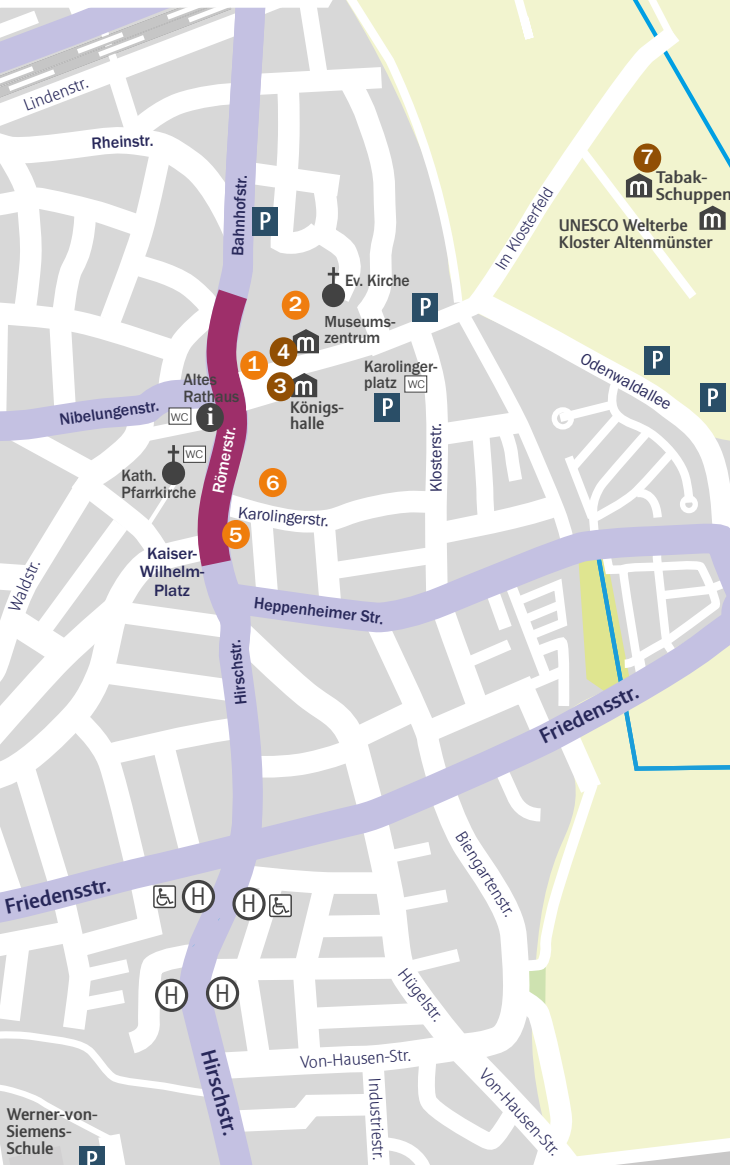 Lindenstr.
Rheinstr.
7
Tabak-
Schuppen
UNESCO Welterbe
Kloster Altenmünster
Im Klosterfeld
Bahnhofstr.
P
Ev. Kirche
2
P
Museums-
zentrum
4
1
3
Königs-
halle
Karolinger-
platz
WC
P
P
P
Odenwaldallee
Altes
Rathaus
WC
i
Nibelungenstr.
WC
Kath.
Pfarrkirche
Römerstr.
Klosterstr.
6
Karolingerstr.
5
Kaiser-
Wilhelm-
Platz
Waldstr.
Heppenheimer Str.
Hirschstr.
Friedensstr.
Friedensstr.
H
H
Biengartenstr.
H
H
Hügelstr.
Hirschstr.
Von-Hausen-Str.
Industriestr.
Von-Hausen-Str.
Werner-von-
Siemens-
Schule
P